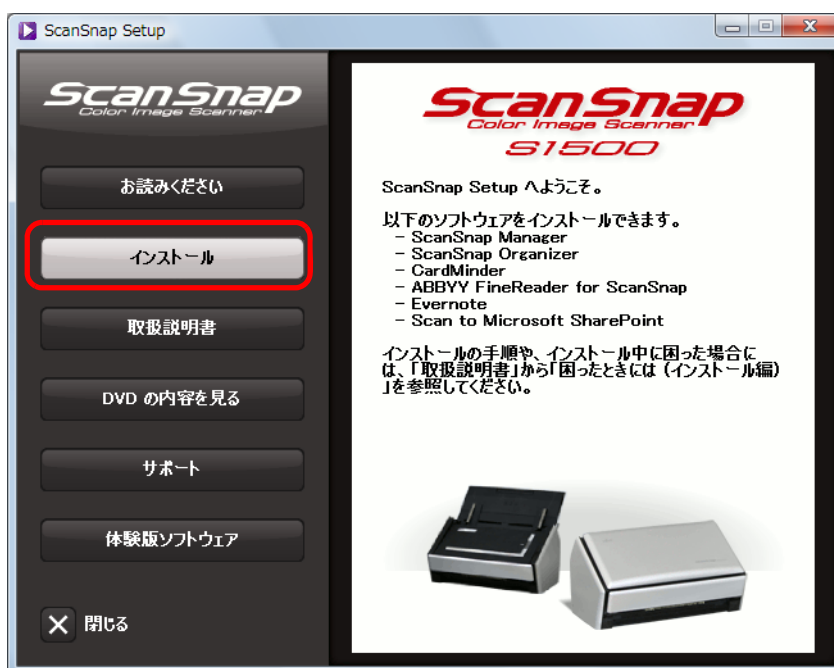 ScanSnap Setup
ScanSnap
Color Image Scanner
お読みください
インストール
取扱説明書
DVD の内容を見る
サポート
体験版ソフトウェア
閉じる
ScanSnap
Color Image Scanner
S1500
ScanSnap Setup へようこそ。
以下のソフトウェアをインストールできます。
- ScanSnap Manager
- ScanSnap Organizer
- CardMinder
- ABBYY FineReader for ScanSnap
- Evernote
- Scan to Microsoft SharePoint
インストールの手順や、インストール中に困った場合に
は、「取扱説明書」から「困ったときには（インストール編）
」を参照してください。